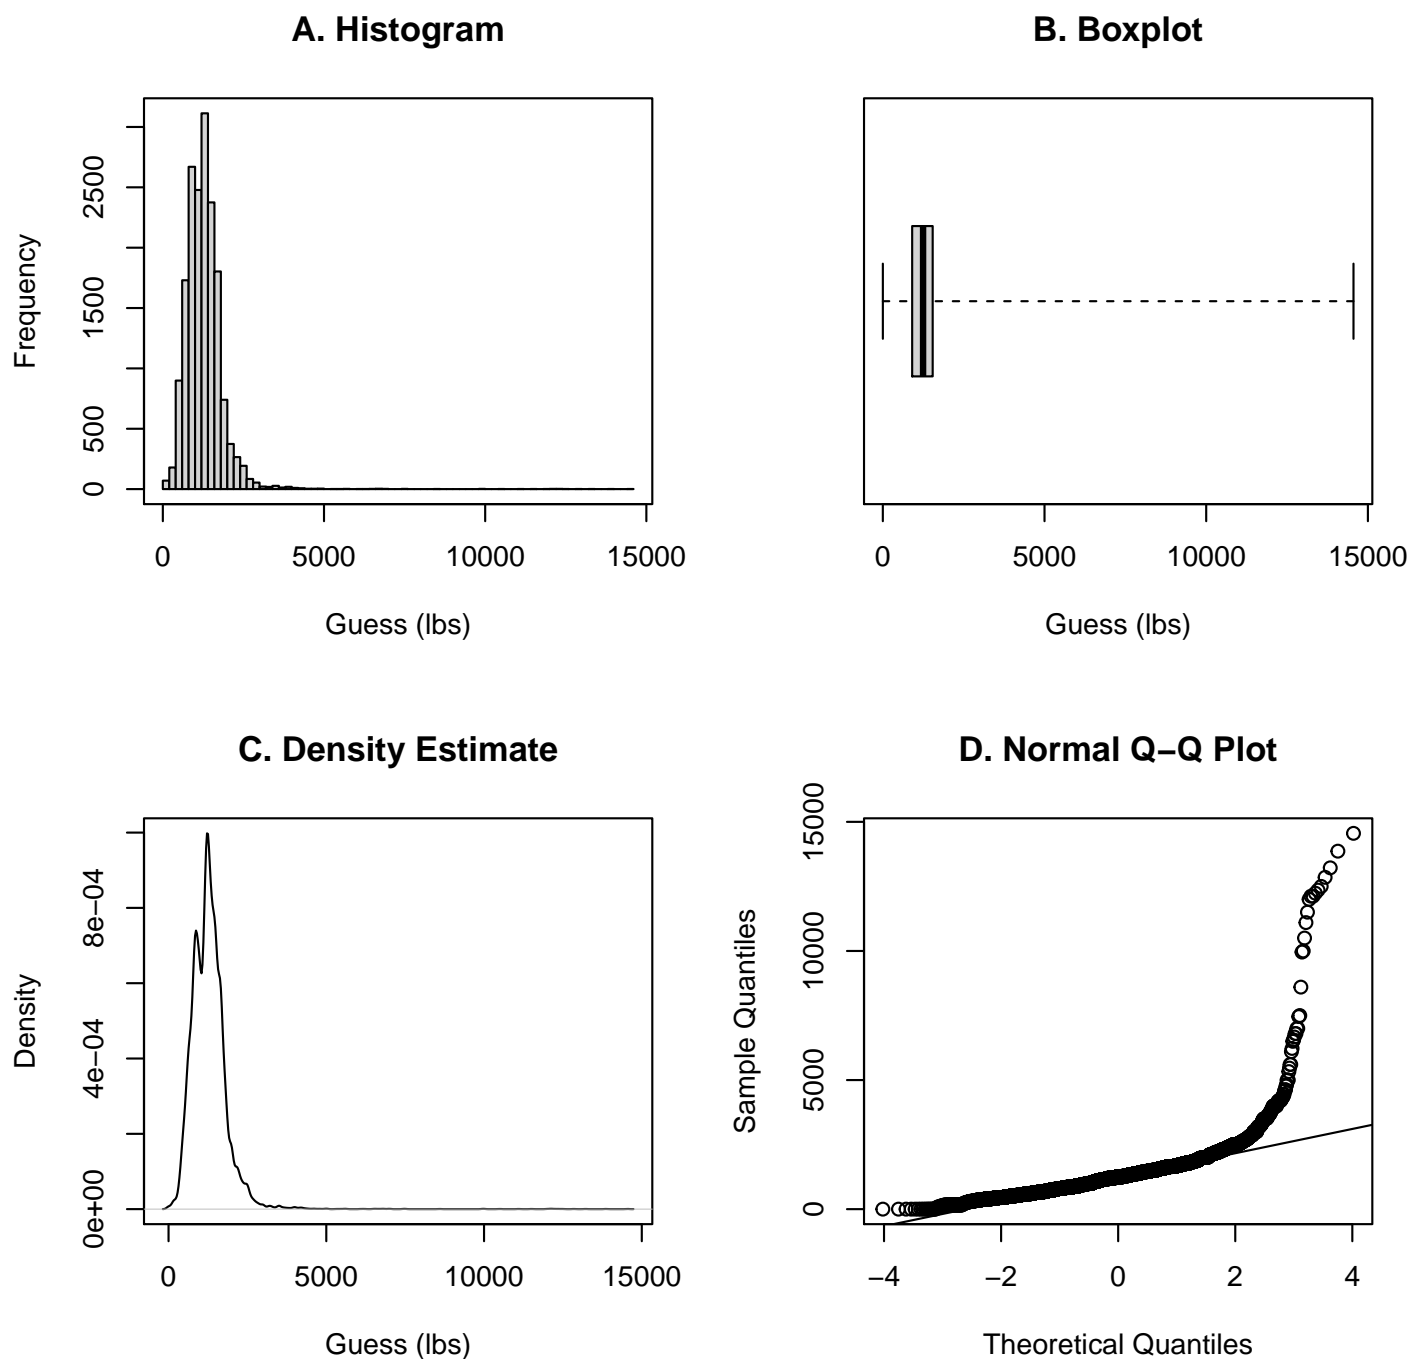 A. Histogram
Frequency
0
500
1500
2500
0 5000 10000 15000
Guess (lbs)
B. Boxplot
0 5000 10000 15000
Guess (lbs)
C. Density Estimate
Density
0e+00
4e−04
8e−04
0 5000 10000 15000
Guess (lbs)
D. Normal Q−Q Plot
Sample Quantiles
0
5000
10000
15000
−4 −2 0 2 4
Theoretical Quantiles